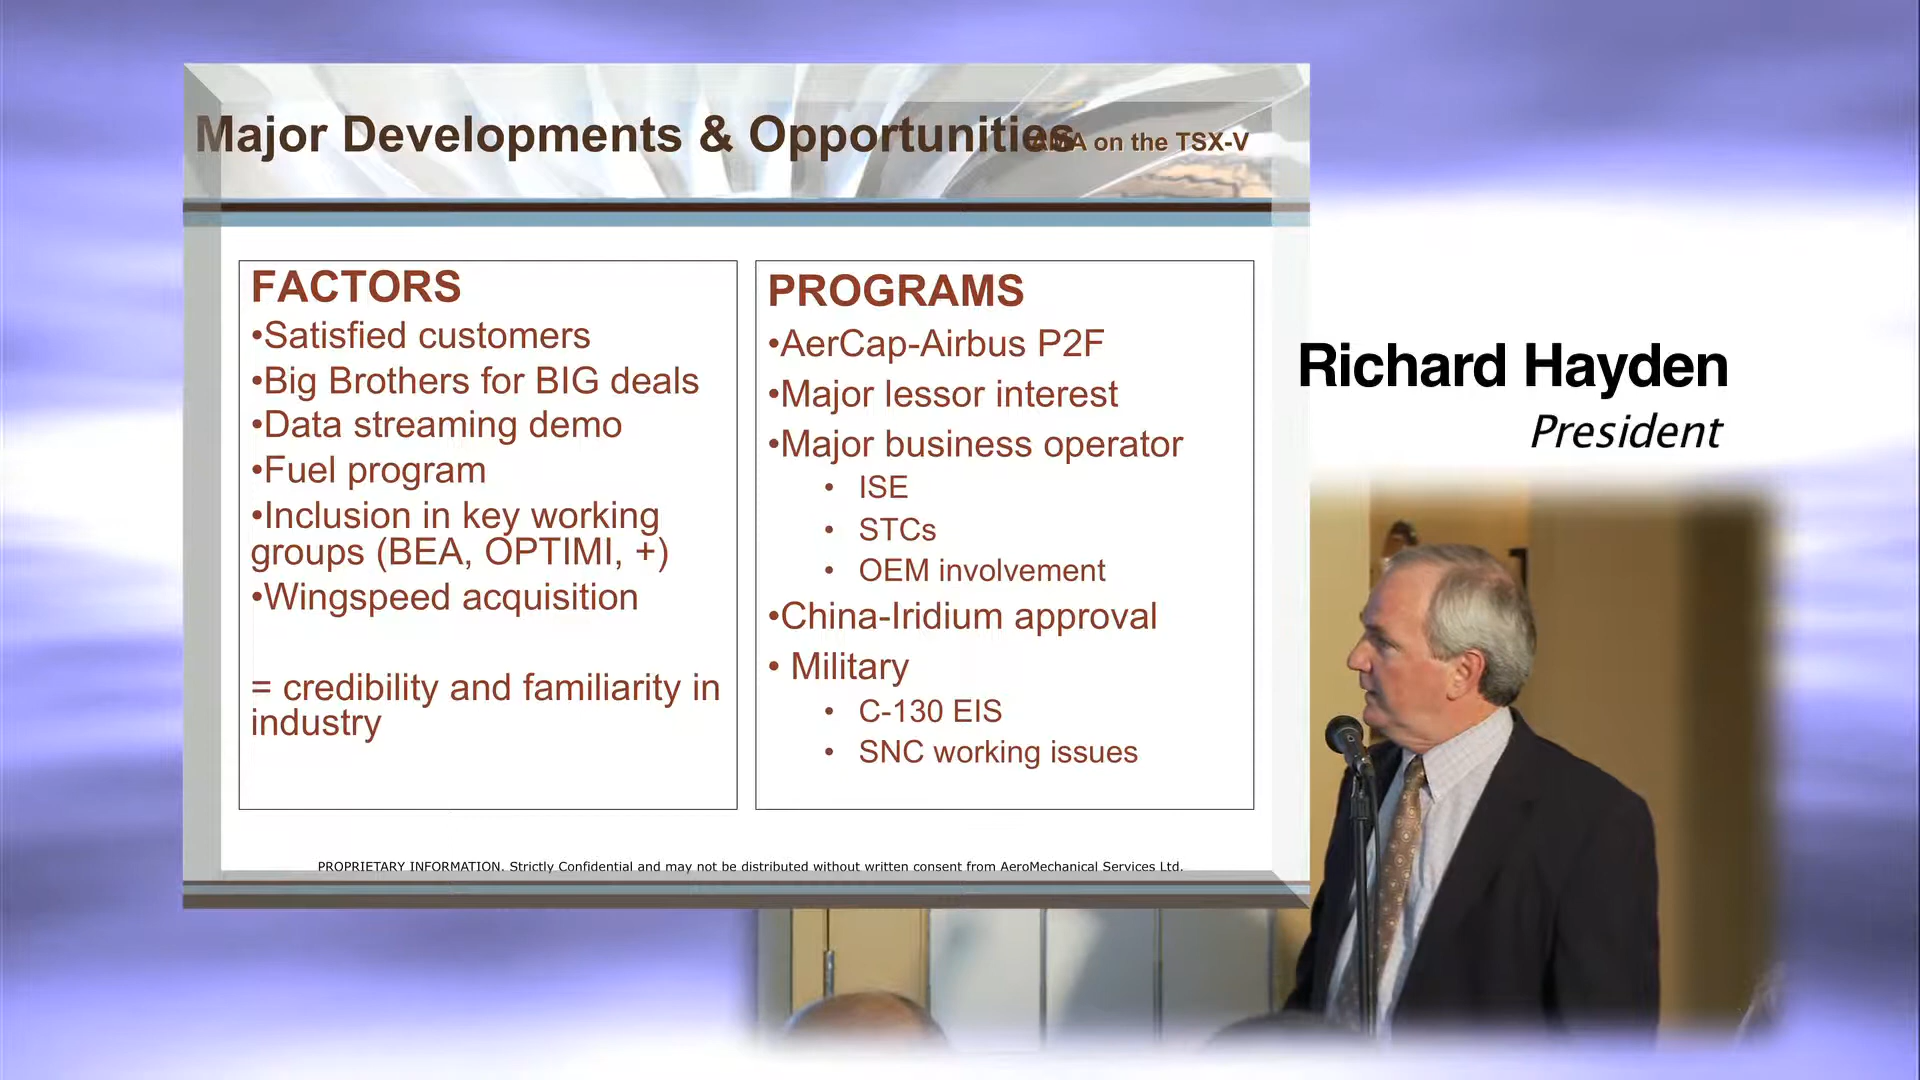 Major Developments & Opportunities
AMA on the TSX-V
FACTORS
•Satisfied customers
•Big Brothers for BIG deals
•Data streaming demo
•Fuel program
•Inclusion in key working
groups (BEA, OPTIMI, +)
•Wingspeed acquisition
= credibility and familiarity in
industry
PROGRAMS
•AerCap-Airbus P2F
•Major lessor interest
•Major business operator
• ISE
• STCs
• OEM involvement
•China-Iridium approval
• Military
• C-130 EIS
• SNC working issues
PROPRIETARY INFORMATION. Strictly Confidential and may not be distributed without written consent from AeroMechanical Services Ltd.
Richard Hayden
President